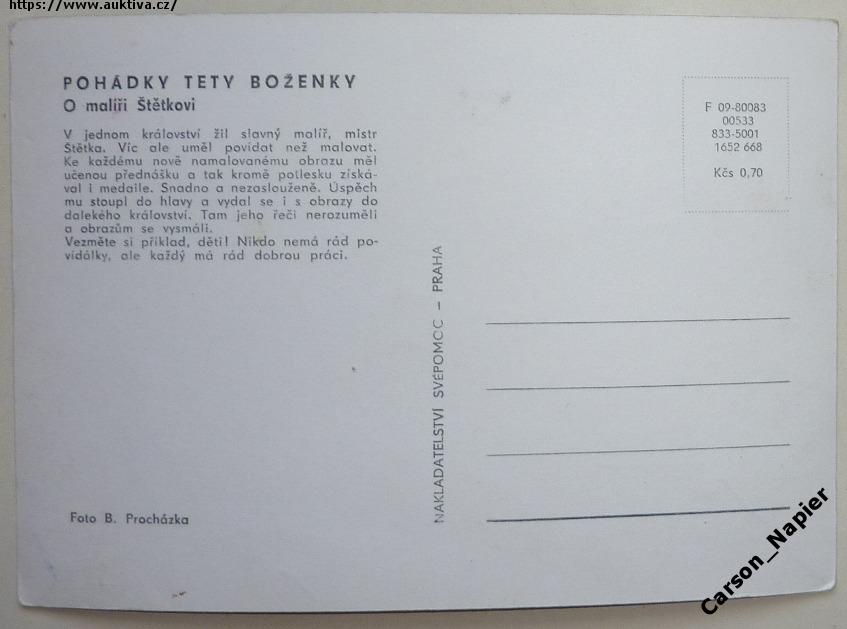 https://www.auktiva.cz/
POHÁDKY TETY BOŽENKY
O malíři Štětkovi
V jednom království žil slavný malíř, mistr
Štětka. Víc ale uměl povídat než malovat.
Ke každému nově namalovanému obrazu měl
učenou přednášku a tak kromě potlesku získá-
val i medaile. Snadno a nezaslouženě. Úspěch
mu stoupl do hlavy a vydal se i s obrazy do
dalekého království. Tam jeho řeči nerozuměli
a obrazům se vysmáli.
Vezměte si příklad, děti! Nikdo nemá rád po-
vídálky, ale každý má rád dobrou práci.
Foto B. Procházka
NAKLADATELSTVÍ SVÉPOMOC – PRAHA
F 09-80083
00533
833-5001
1652 668
Kčs 0,70
Carson_Napier